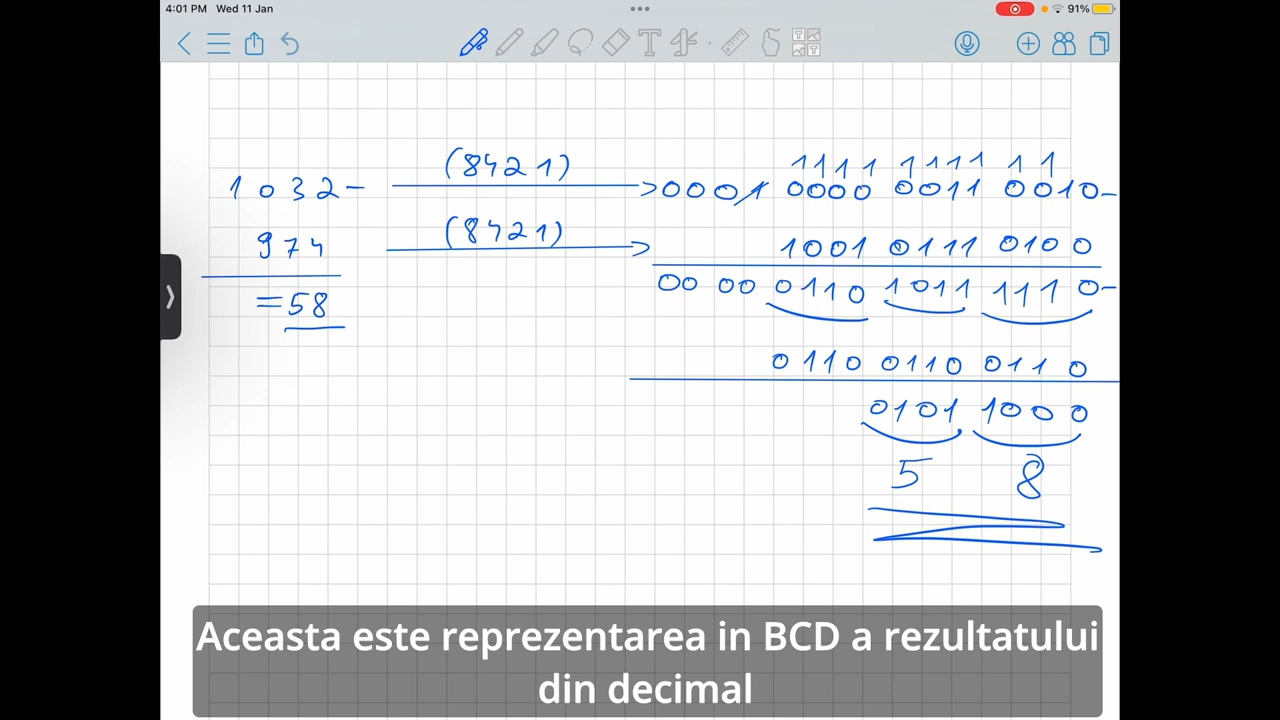 4:01 PM Wed 11 Jan
91%
(8421)
1111 1111 11
1032-
0001 0000 0011 0010-
(8421)
974
1001 0111 0100
=58
0000 0110 1011 1110-
0110 0110 0110
0101 1000
5 8
Aceasta este reprezentarea in BCD a rezultatului
din decimal